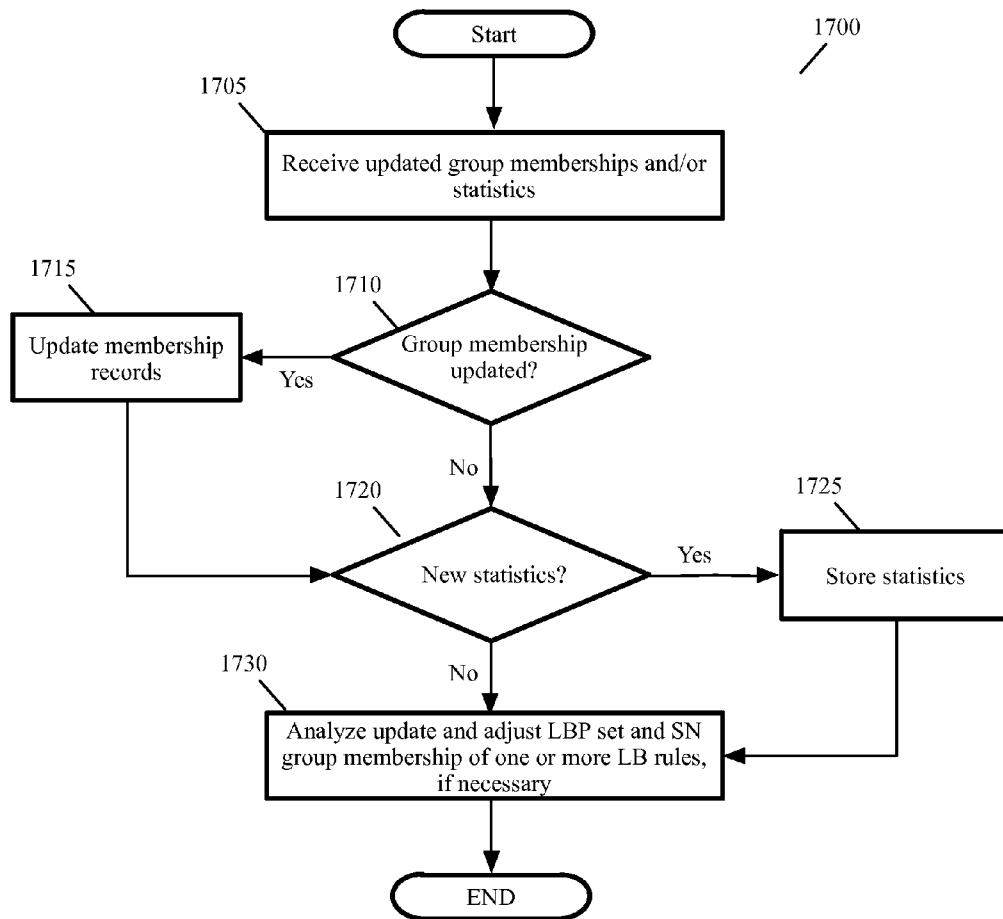 Start
1700
1705
Receive updated group memberships and/or
statistics
1715
1710
Update membership
records
Group membership
updated?
Yes
No
1720
1725
New statistics?
Yes
Store statistics
No
1730
Analyze update and adjust LBP set and SN
group membership of one or more LB rules,
if necessary
END